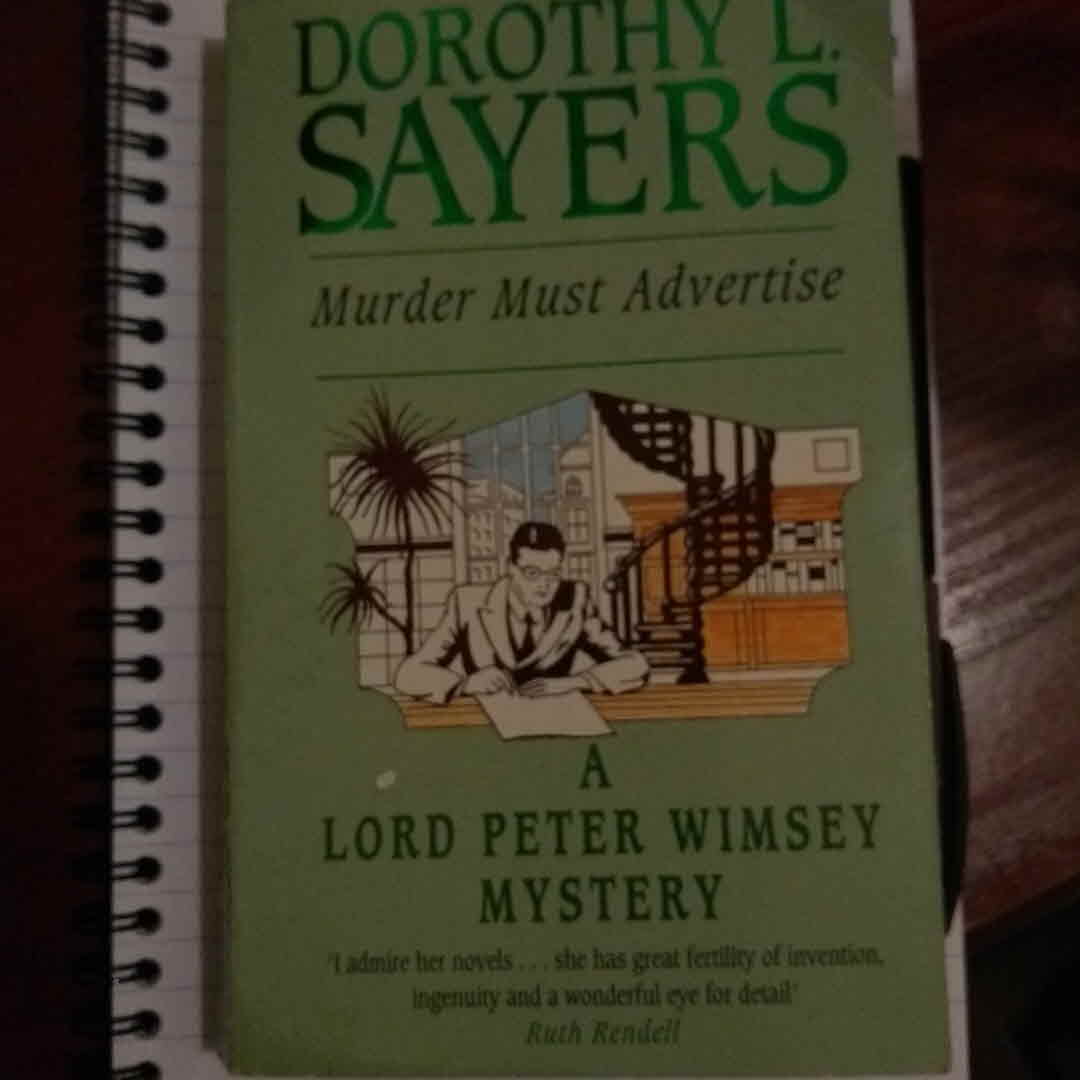 DOROTHY L.
SAYERS
Murder Must Advertise
A
LORD PETER WIMSEY
MYSTERY
'I admire her novels . . . she has great fertility of invention,
ingenuity and a wonderful eye for detail'
Ruth Rendell